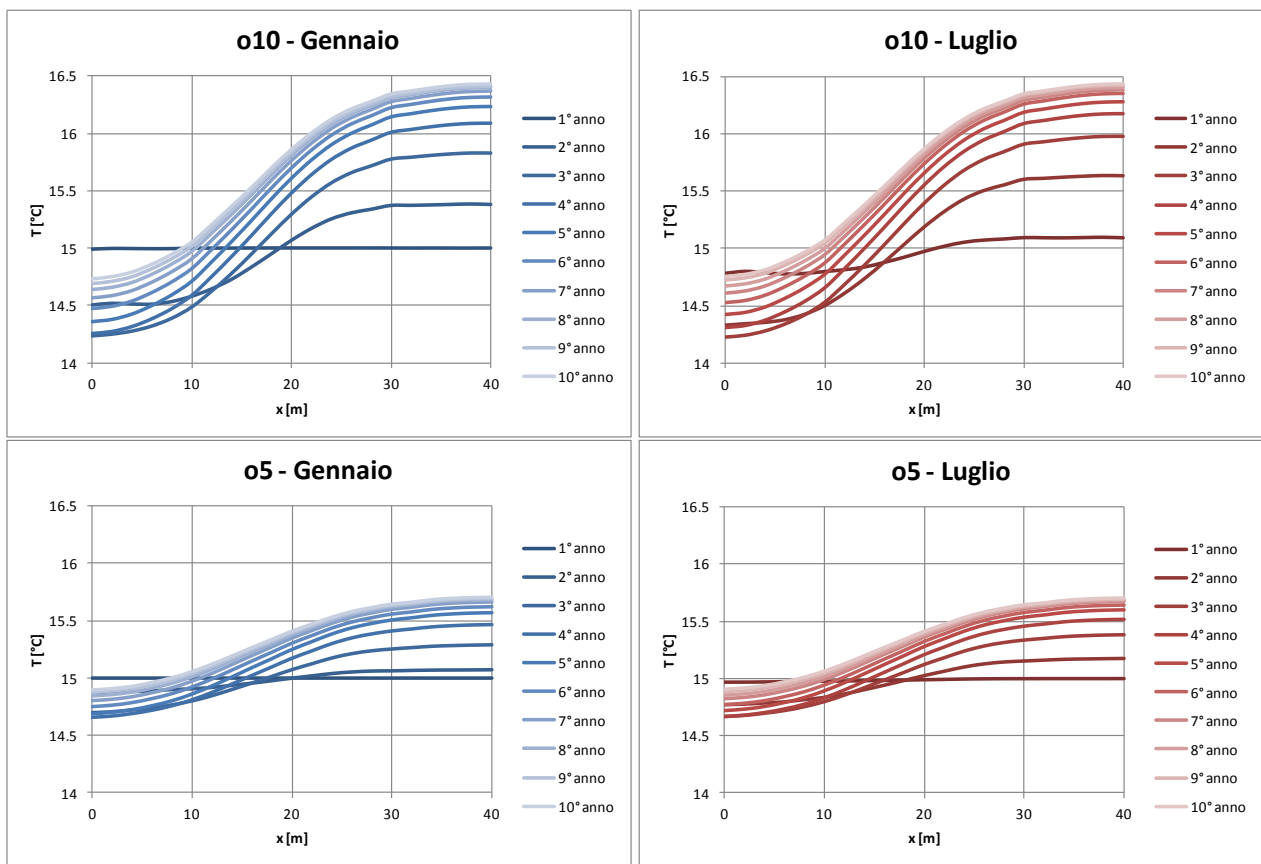 o10 - Gennaio
16.5
16
15.5
15
14.5
14
T [°C]
0 10 20 30 40
x [m]
1° anno
2° anno
3° anno
4° anno
5° anno
6° anno
7° anno
8° anno
9° anno
10° anno
o10 - Luglio
16.5
16
15.5
15
14.5
14
T [°C]
0 10 20 30 40
x [m]
1° anno
2° anno
3° anno
4° anno
5° anno
6° anno
7° anno
8° anno
9° anno
10° anno
o5 - Gennaio
16.5
16
15.5
15
14.5
14
T [°C]
0 10 20 30 40
x [m]
1° anno
2° anno
3° anno
4° anno
5° anno
6° anno
7° anno
8° anno
9° anno
10° anno
o5 - Luglio
16.5
16
15.5
15
14.5
14
T [°C]
0 10 20 30 40
x [m]
1° anno
2° anno
3° anno
4° anno
5° anno
6° anno
7° anno
8° anno
9° anno
10° anno